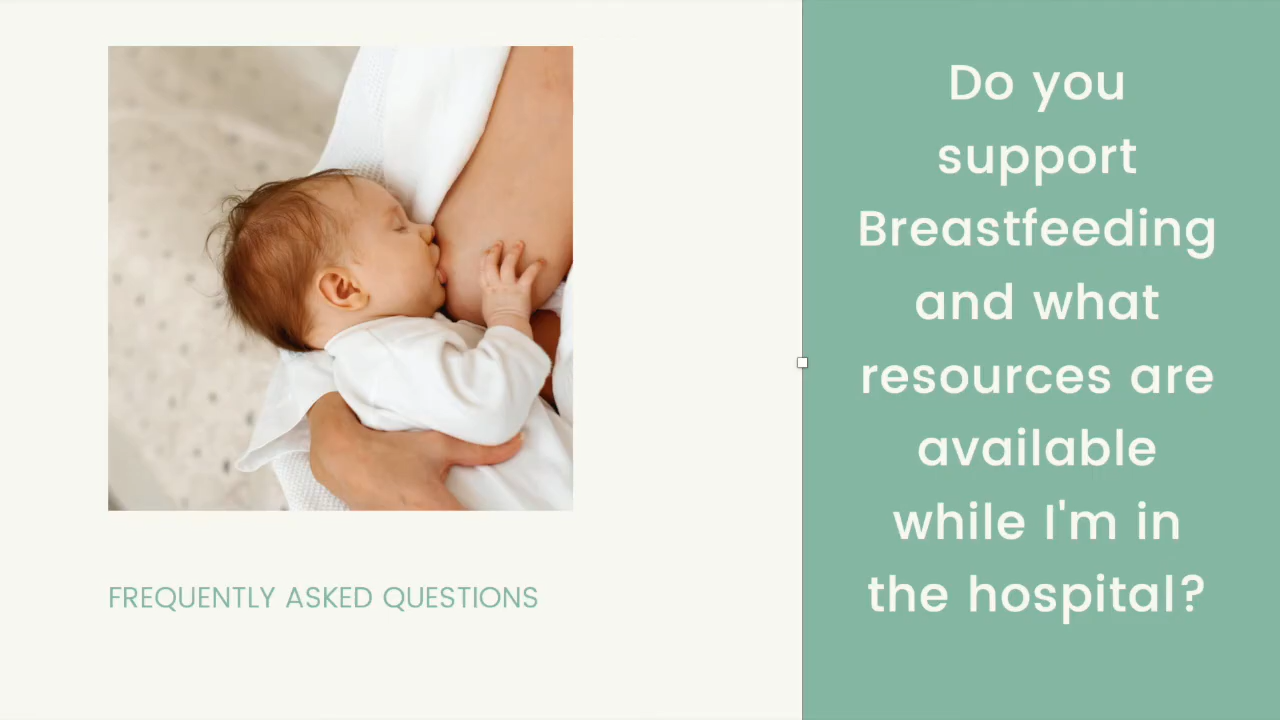 Do you
support
Breastfeeding
and what
resources are
available
while I'm in
the hospital?
FREQUENTLY ASKED QUESTIONS